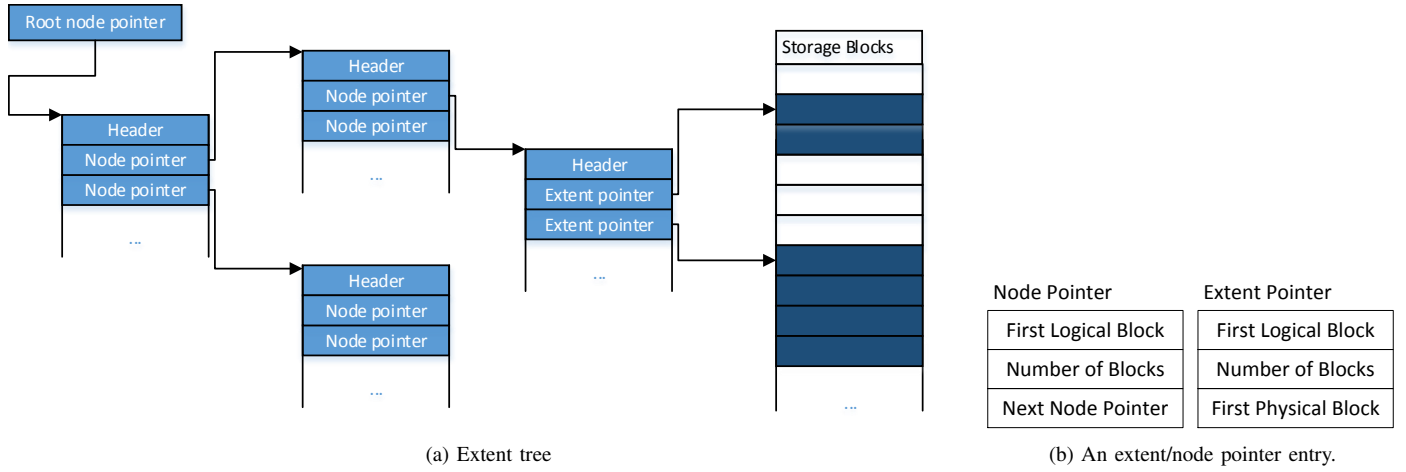 Root node pointer
Header
Node pointer
Node pointer
...
Header
Node pointer
Node pointer
...
Header
Node pointer
Node pointer
...
Header
Extent pointer
Extent pointer
...
Storage Blocks
...
(a) Extent tree
Node Pointer
First Logical Block
Number of Blocks
Next Node Pointer
Extent Pointer
First Logical Block
Number of Blocks
First Physical Block
(b) An extent/node pointer entry.